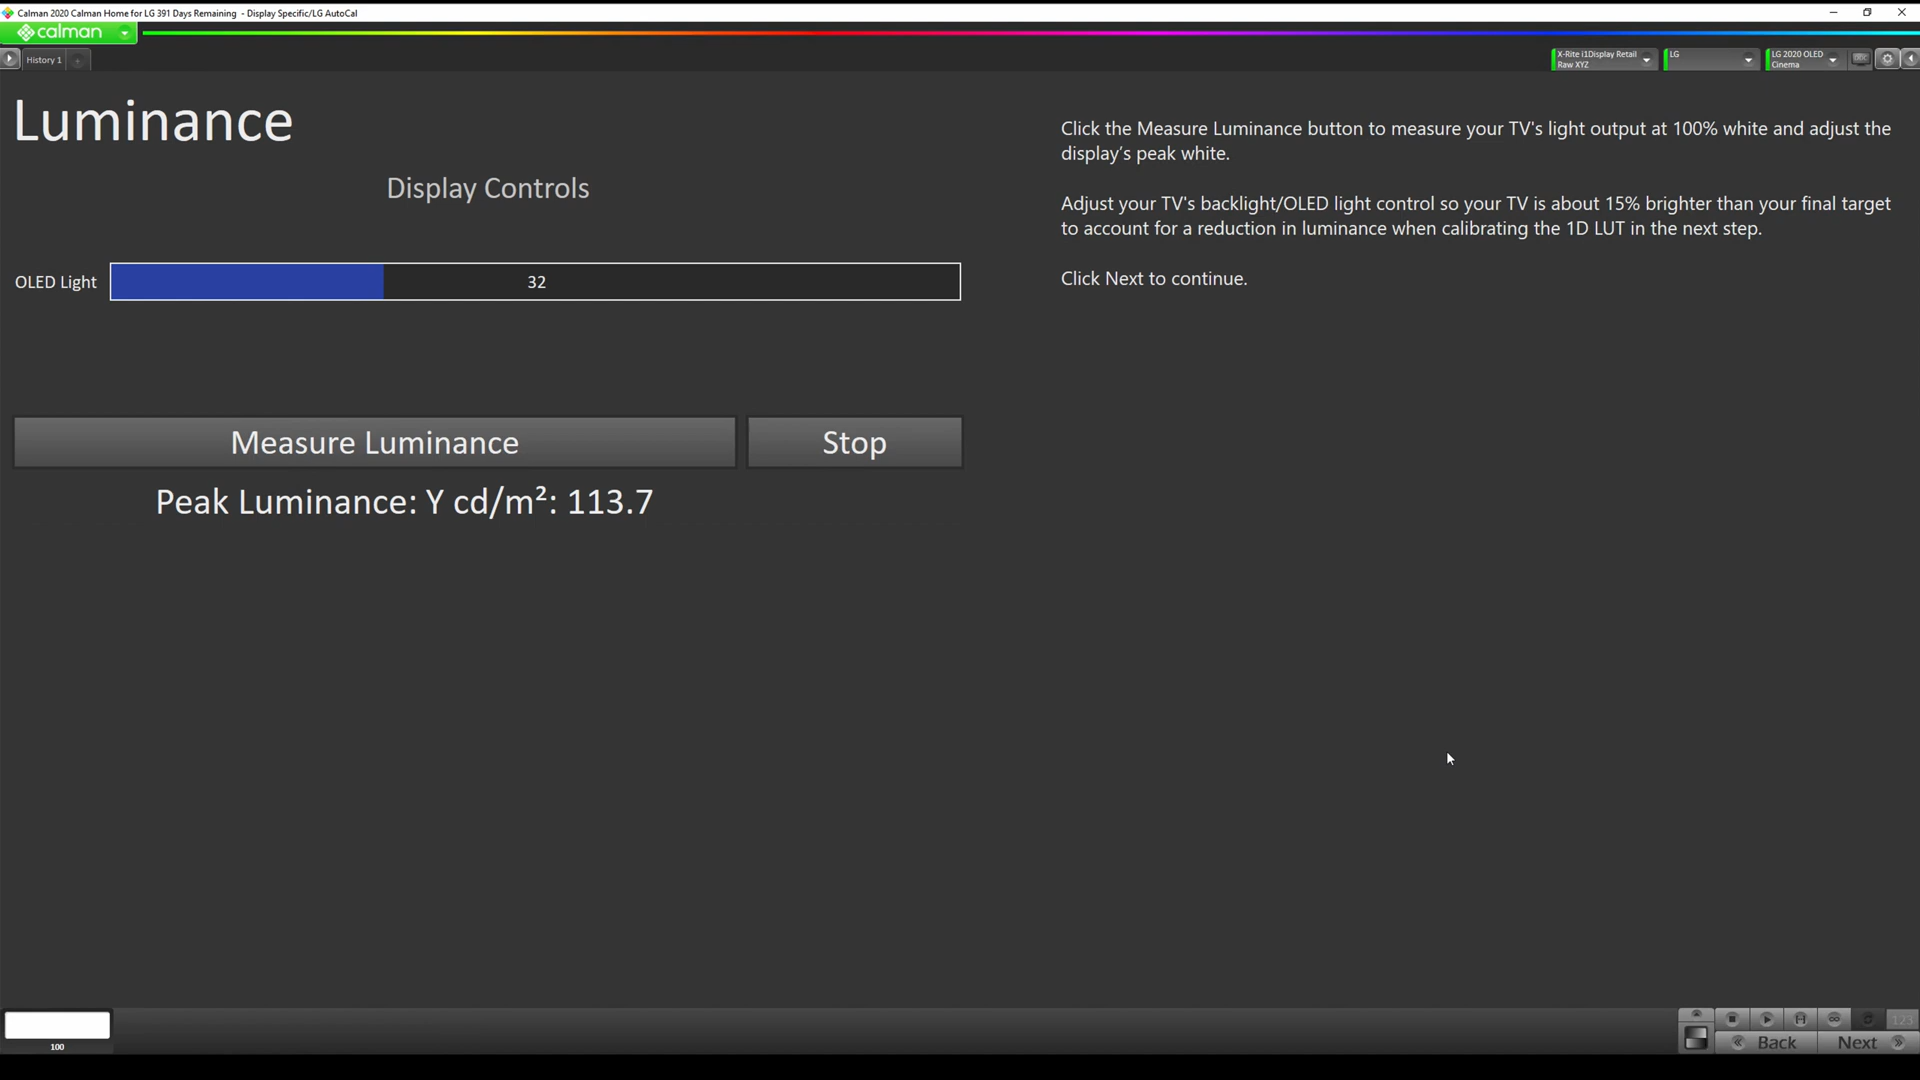 Calman 2020 Calman Home for LG 391 Days Remaining - Display Specific/LG AutoCal
calman
History 1
X-Rite i1Display Retail
Raw XYZ
LG
LG 2020 OLED
Cinema
Luminance
Display Controls
OLED Light
32
Measure Luminance
Stop
Peak Luminance: Y cd/m²: 113.7
Click the Measure Luminance button to measure your TV's light output at 100% white and adjust the
display’s peak white.
Adjust your TV's backlight/OLED light control so your TV is about 15% brighter than your final target
to account for a reduction in luminance when calibrating the 1D LUT in the next step.
Click Next to continue.
100
123
Back
Next